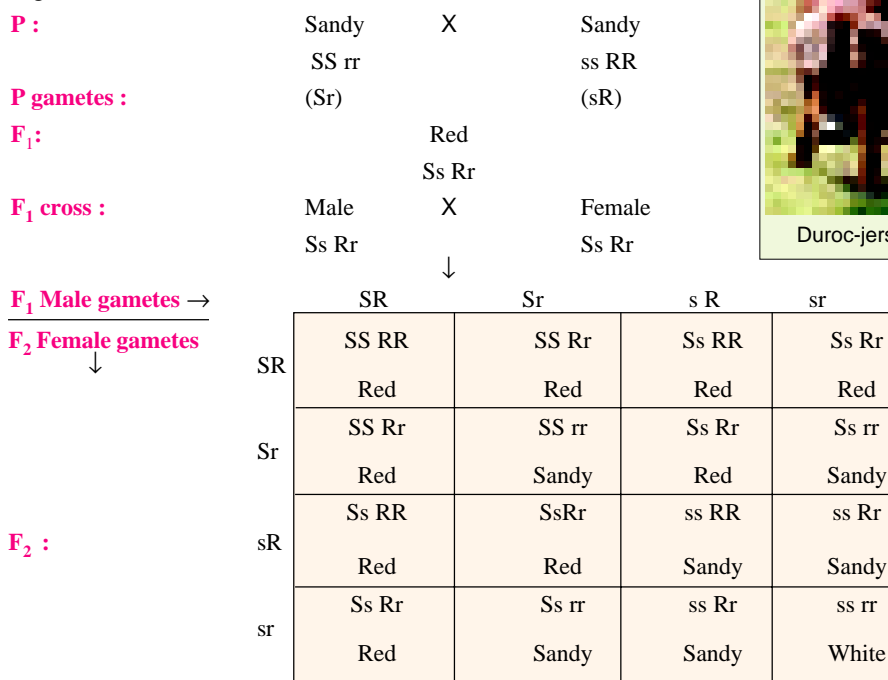 P : Sandy X Sandy
SS rr ss RR
P gametes : (Sr) (sR)
F₁: Red
Ss Rr
F₁ cross : Male X Female
Ss Rr Ss Rr
↓
Duroc-jers
F₁ Male gametes → SR Sr s R sr
F₂ Female gametes
↓
SR SS RR SS Rr Ss RR Ss Rr
Red Red Red Red
Sr SS Rr SS rr Ss Rr Ss rr
Red Sandy Red Sandy
F₂ : sR Ss RR SsRr ss RR ss Rr
Red Red Sandy Sandy
sr Ss Rr Ss rr ss Rr ss rr
Red Sandy Sandy White